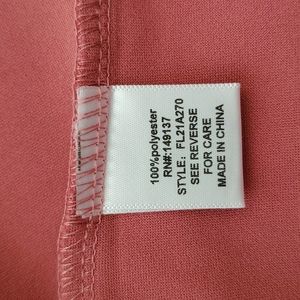 100%polyester
RN#:149137
STYLE: FL21A270
SEE REVERSE
FOR CARE
MADE IN CHINA